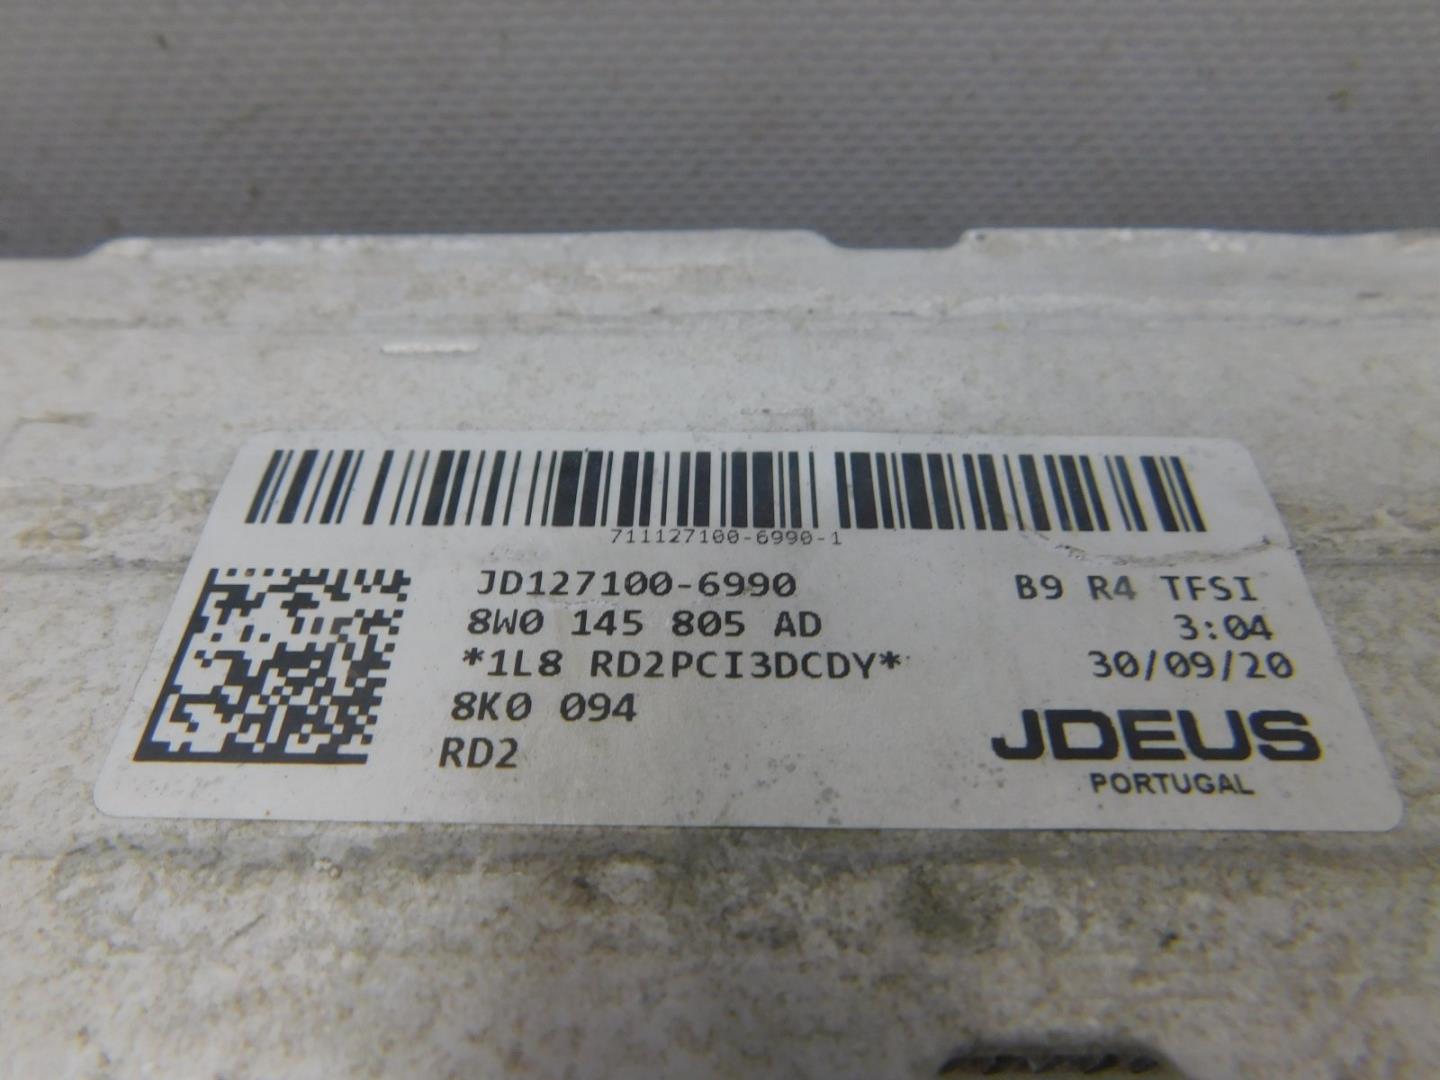 711127100-6990-1
JD127100-6990
B9 R4 TFSI
8W0 145 805 AD
3:04
*1L8 RD2PCI3DCDY*
30/09/20
8K0 094
JDEUS
RD2
PORTUGAL